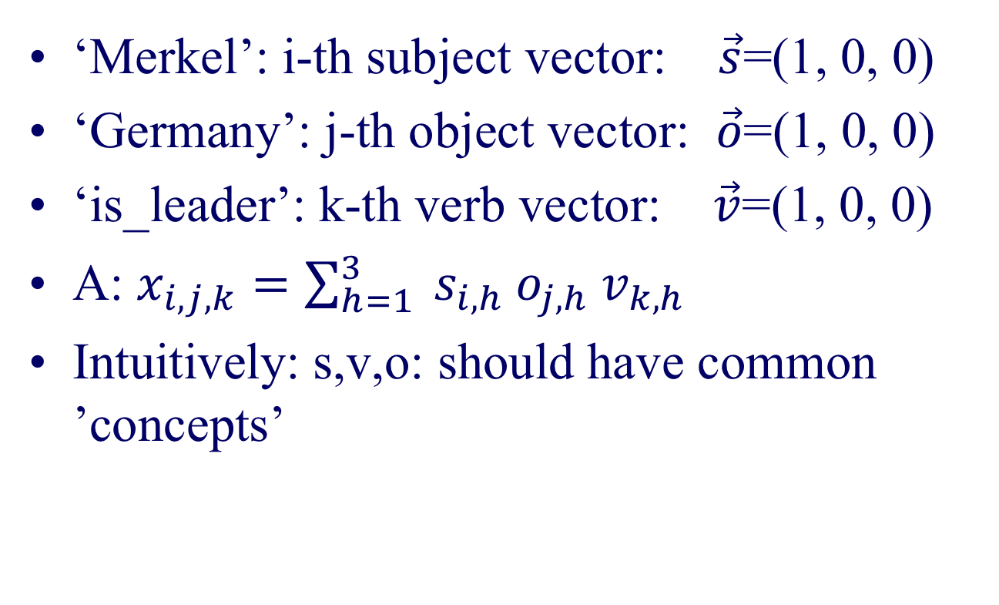 • ‘Merkel’: i-th subject vector: $\vec{s}$=(1, 0, 0)
• ‘Germany’: j-th object vector: $\vec{o}$=(1, 0, 0)
• ‘is_leader’: k-th verb vector: $\vec{v}$=(1, 0, 0)
• A: $x_{i,j,k} = \sum_{h=1}^{3} s_{i,h} \, o_{j,h} \, v_{k,h}$
• Intuitively: s,v,o: should have common
’concepts’